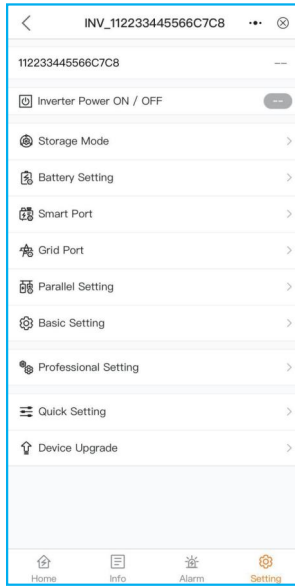 INV_112233445566C7C8
112233445566C7C8 --
Inverter Power ON / OFF --
Storage Mode
Battery Setting
Smart Port
Grid Port
Parallel Setting
Basic Setting
Professional Setting
Quick Setting
Device Upgrade
Home Info Alarm Setting